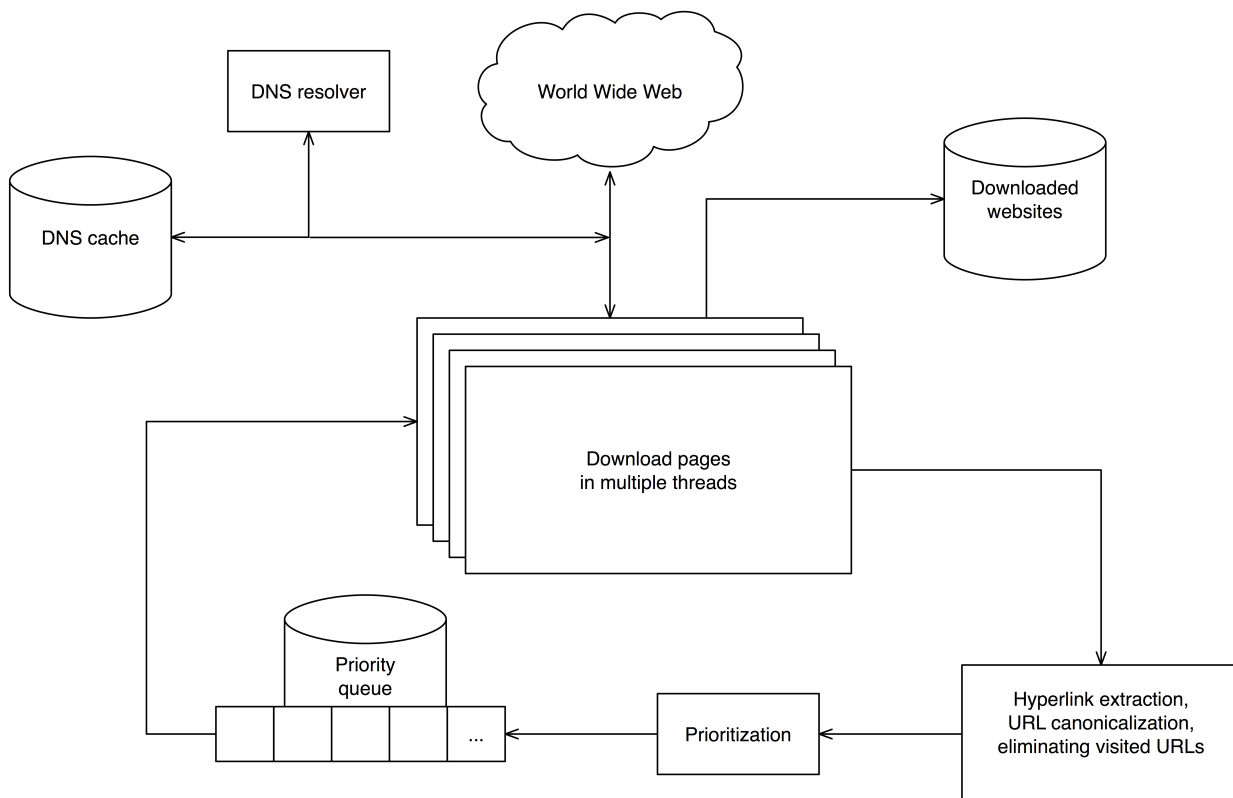 DNS resolver
World Wide Web
Downloaded
websites
DNS cache
Download pages
in multiple threads
Priority
queue
...
Prioritization
Hyperlink extraction,
URL canonicalization,
eliminating visited URLs